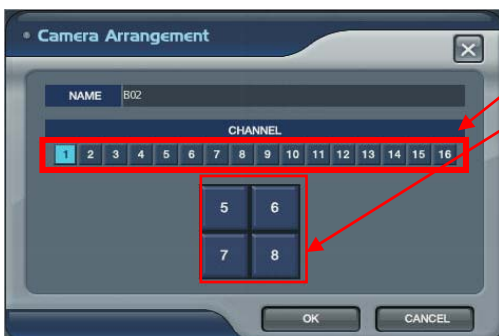 Camera Arrangement
NAME B02
CHANNEL
1 2 3 4 5 6 7 8 9 10 11 12 13 14 15 16
5 6
7 8
OK CANCEL